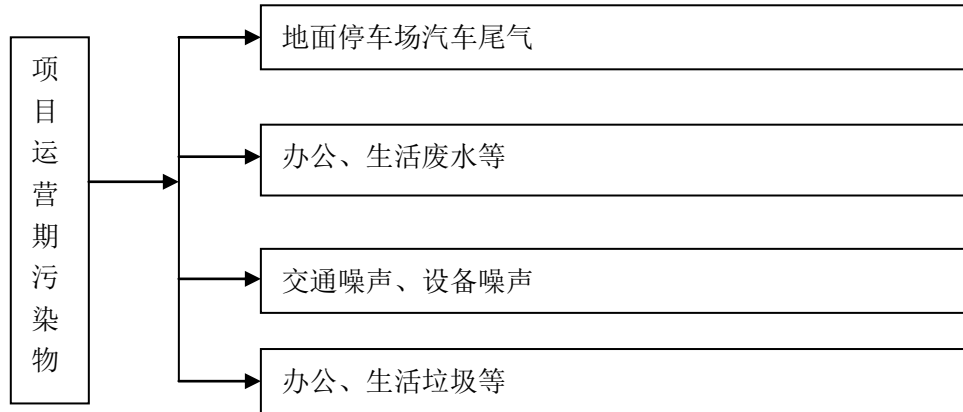 项目运营期污染物
地面停车场汽车尾气
办公、生活废水等
交通噪声、设备噪声
办公、生活垃圾等